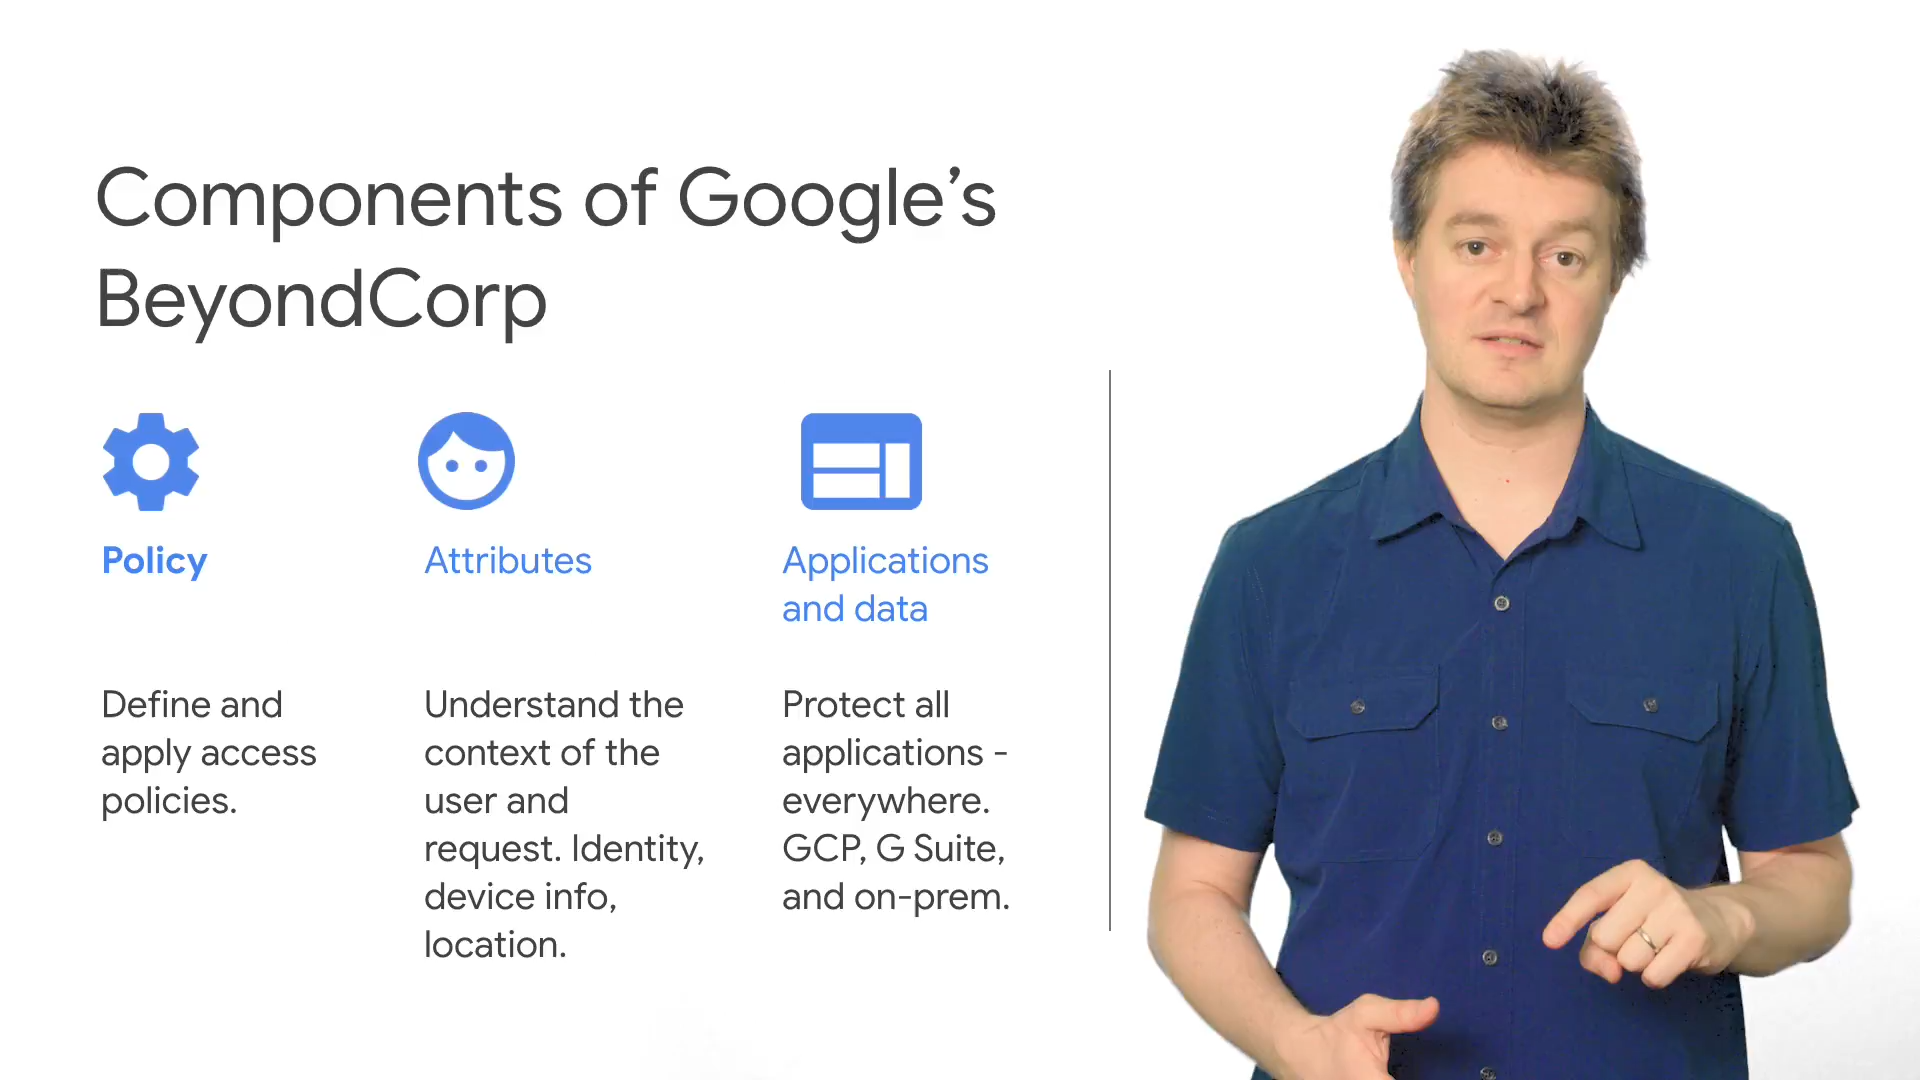 Components of Google's
BeyondCorp
Policy
Define and
apply access
policies.
Attributes
Understand the
context of the
user and
request. Identity,
device info,
location.
Applications
and data
Protect all
applications -
everywhere.
GCP, G Suite,
and on-prem.